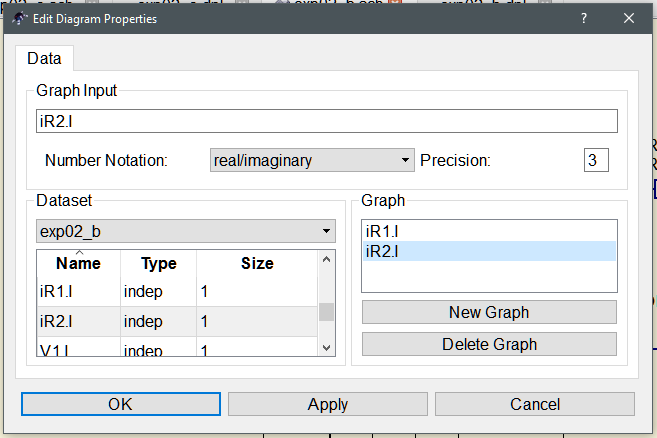 Edit Diagram Properties
Data
Graph Input
iR2.I
Number Notation: real/imaginary Precision: 3
Dataset
exp02_b
Name Type Size
iR1.I indep 1
iR2.I indep 1
V1.I indep 1
Graph
iR1.I
iR2.I
New Graph
Delete Graph
OK Apply Cancel